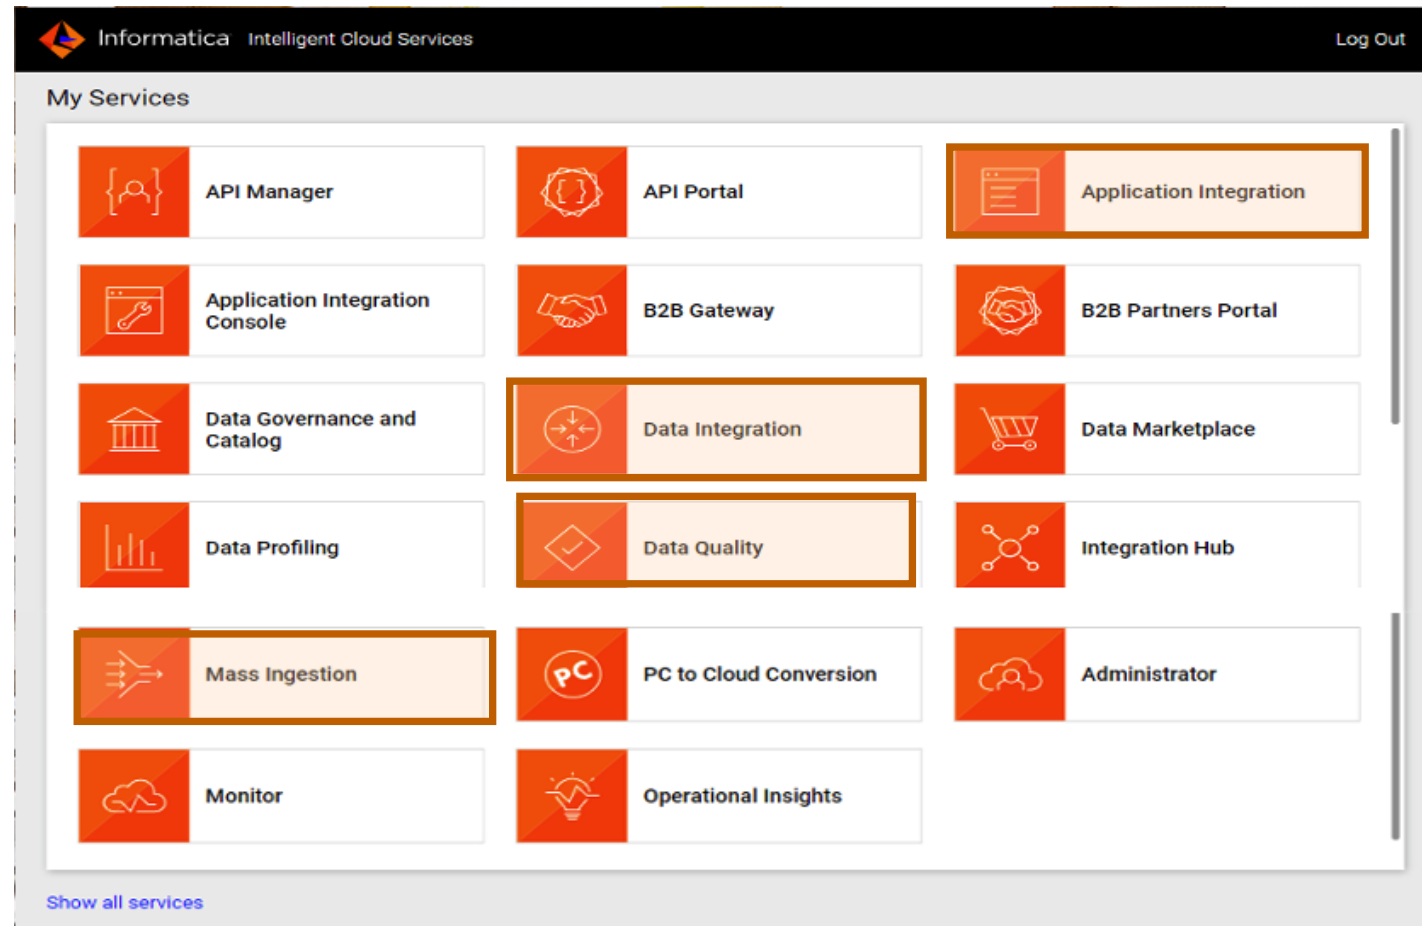 Informatica Intelligent Cloud Services
Log Out
My Services
API Manager
API Portal
Application Integration
Application Integration
Console
B2B Gateway
B2B Partners Portal
Data Governance and
Catalog
Data Integration
Data Marketplace
Data Profiling
Data Quality
Integration Hub
Mass Ingestion
PC
PC to Cloud Conversion
Administrator
Monitor
Operational Insights
Show all services